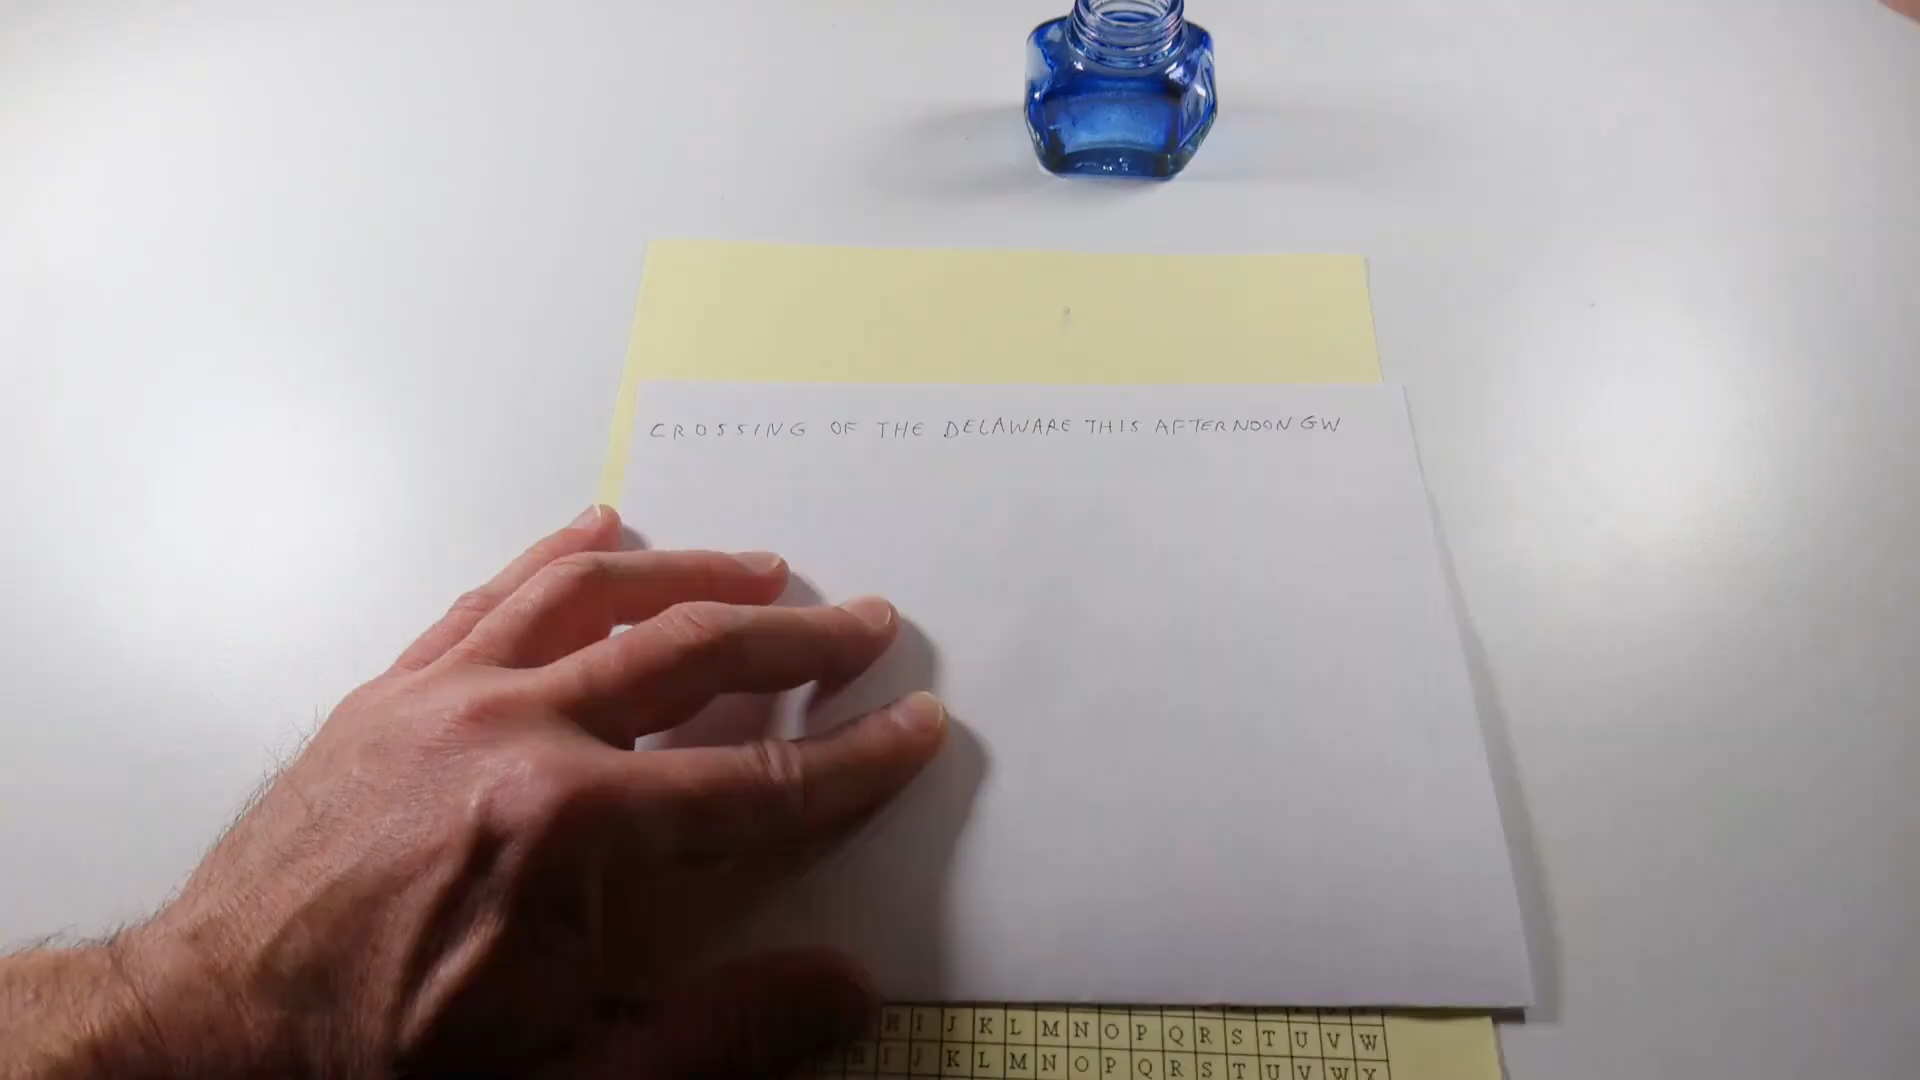 CROSSING OF THE DELAWARE THIS AFTERNOON GW
H I J K L M N O P Q R S T U V W
H I J K L M N O P Q R S T U V W X